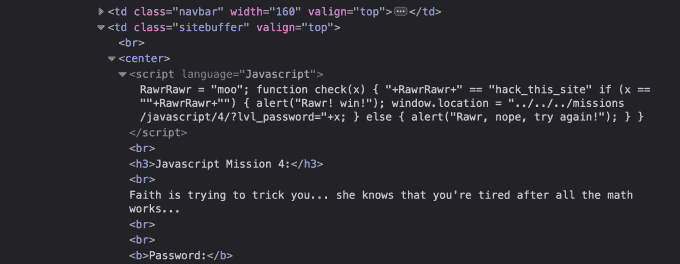 <td class="navbar" width="160" valign="top">…</td>
<td class="sitebuffer" valign="top">
<br>
<center>
<script language="Javascript">
RawrRawr = "moo"; function check(x) { "+RawrRawr+" == "hack_this_site" if (x ==
""+RawrRawr+"") { alert("Rawr! win!"); window.location = "../../../missions
/javascript/4/?lvl_password="+x; } else { alert("Rawr, nope, try again!"); } }
</script>
<br>
<h3>Javascript Mission 4:</h3>
<br>
Faith is trying to trick you... she knows that you're tired after all the math
works...
<br>
<br>
<b>Password:</b>